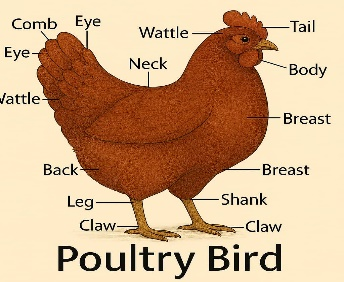 Comb
Eye
Eye
Wattle
Wattle
Neck
Tail
Body
Breast
Back
Breast
Leg
Shank
Claw
Claw
Poultry Bird